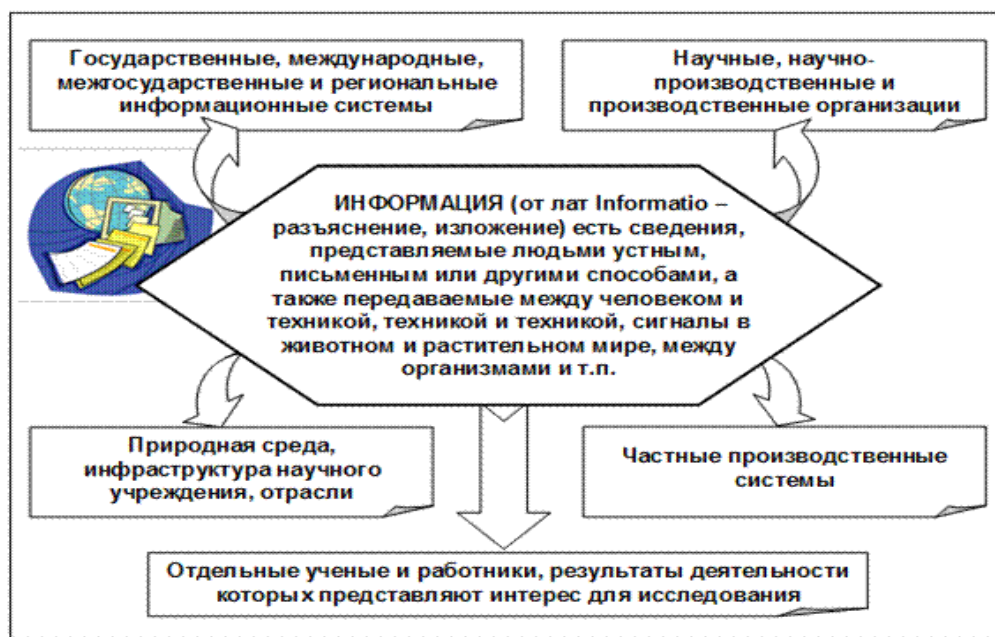 Государственные, международные,
межгосударственные и региональные
информационные системы
Научные, научно-
производственные и
производственные организации
ИНФОРМАЦИЯ (от лат Informatio –
разъяснение, изложение) есть сведения,
представляемые людьми устным,
письменным или другими способами, а
также передаваемые между человеком и
техникой, техникой и техникой, сигналы в
животном и растительном мире, между
организмами и т.п.
Природная среда,
инфраструктура научного
учреждения, отрасли
Частные производственные
системы
Отдельные ученые и работники, результаты деятельности
которых представляют интерес для исследования